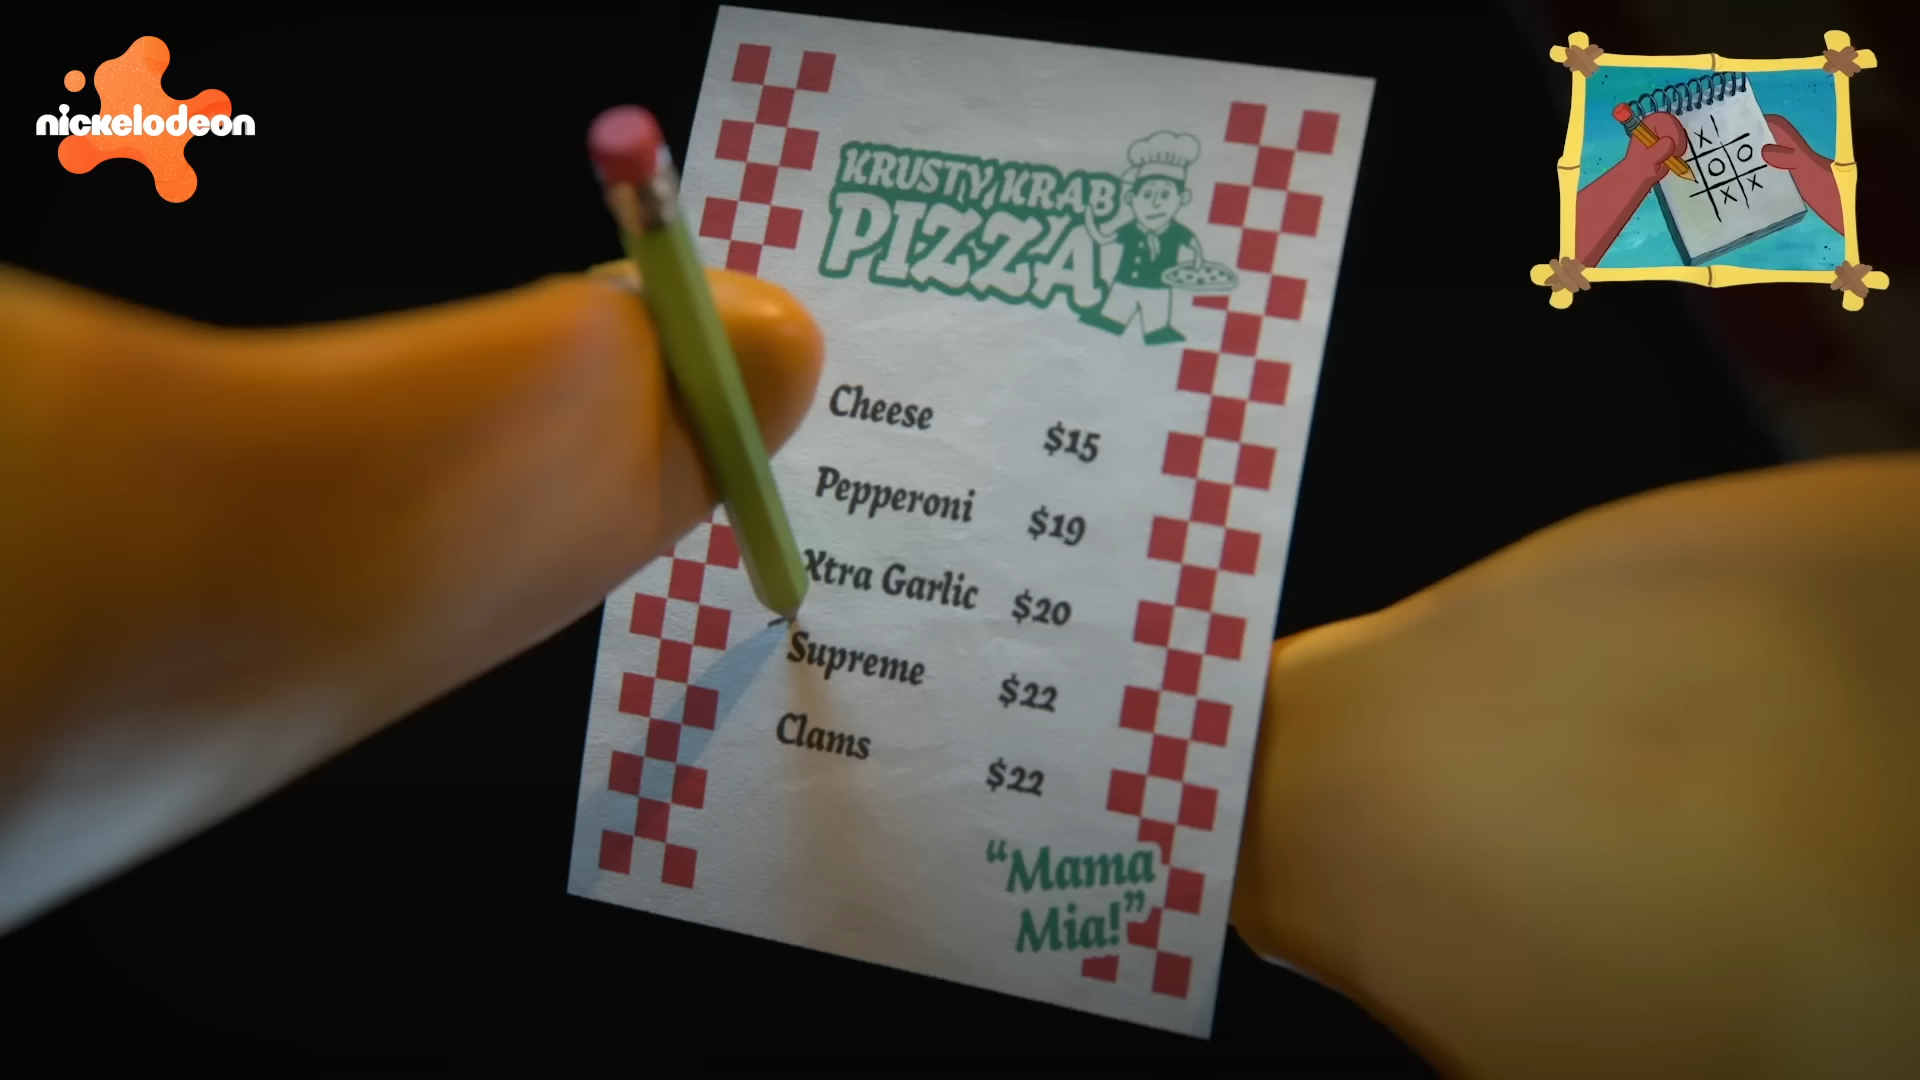 nickelodeon
KRUSTY KRAB
PIZZA
Cheese $15
Pepperoni $19
Xtra Garlic $20
Supreme $22
Clams $22
“Mama
Mia!”
X
O O
X X